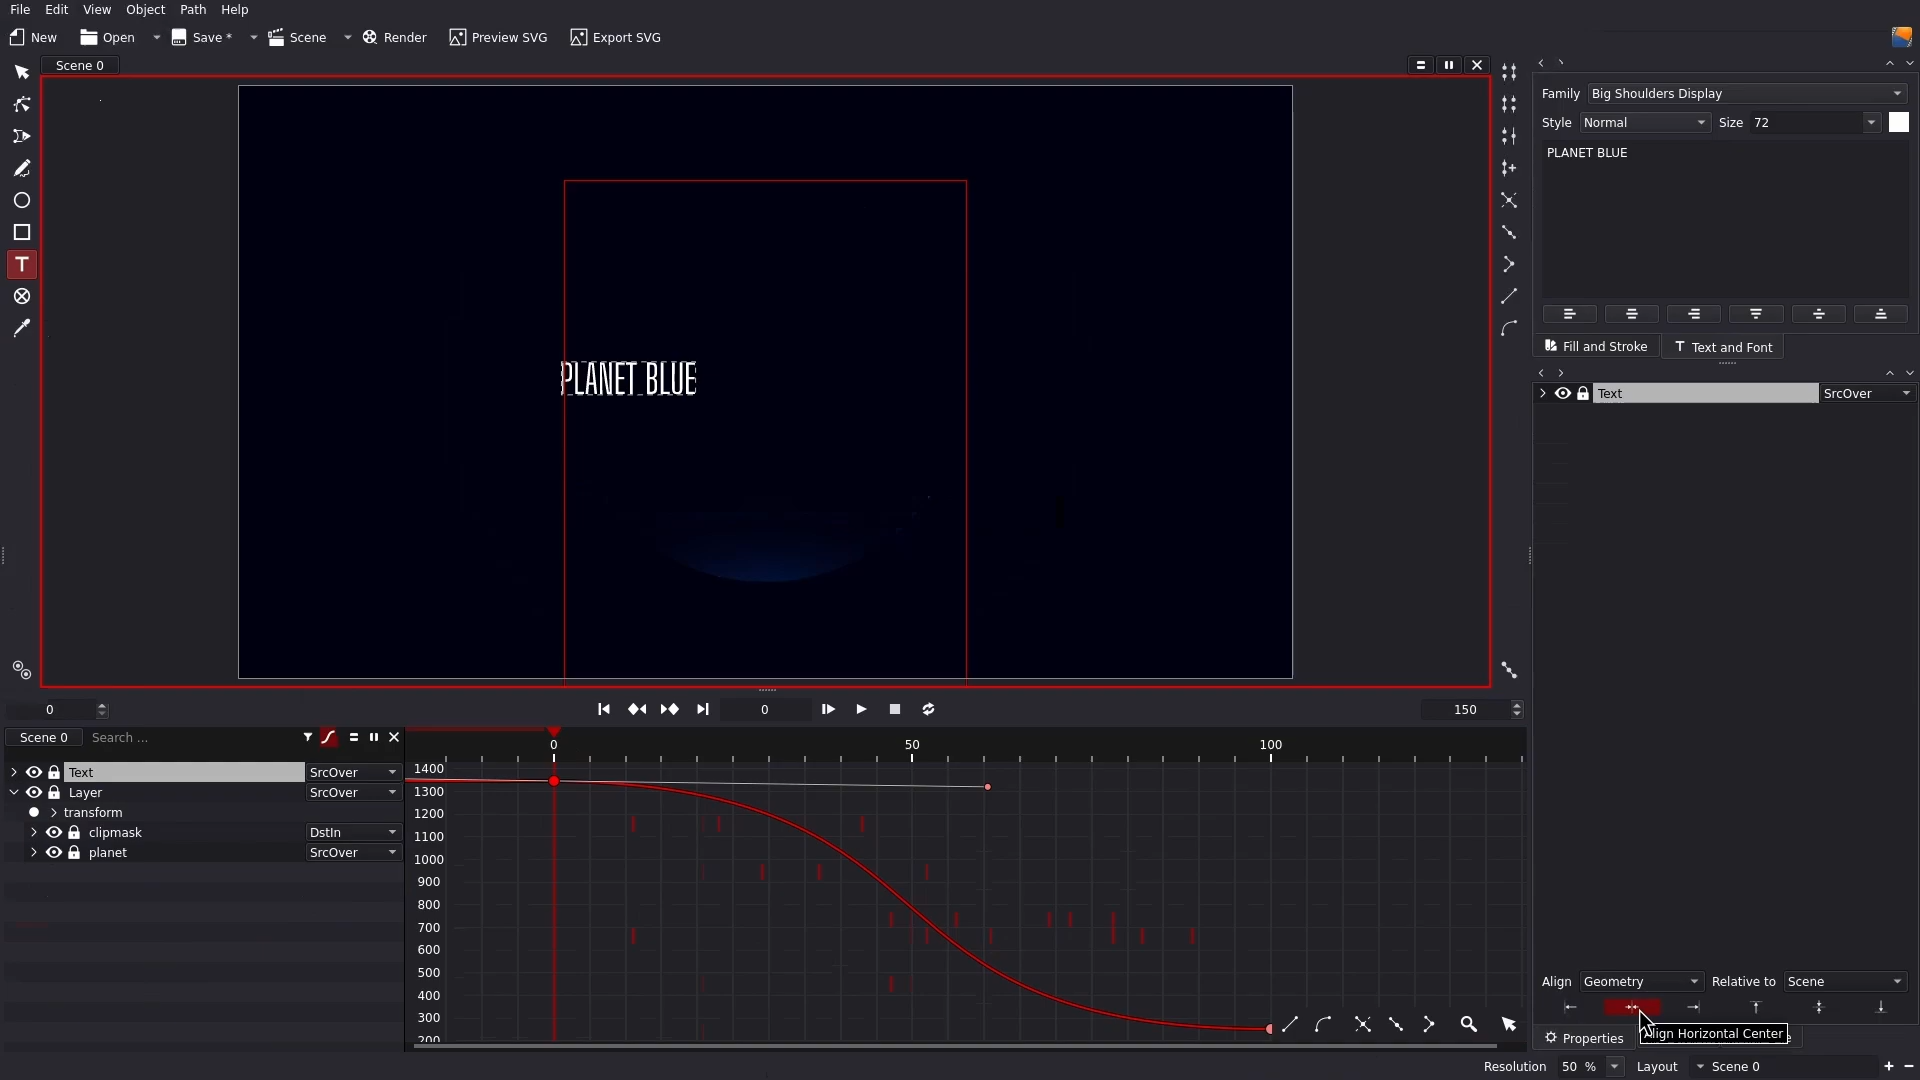 File Edit View Object Path Help
New Open Save * Scene Render Preview SVG Export SVG
Scene 0
Family Big Shoulders Display
Style Normal Size 72
PLANET BLUE
Fill and Stroke Text and Font
Text SrcOver
PLANET BLUE
0 0 150
Scene 0 Search ...
Text SrcOver
Layer SrcOver
transform
clipmask DstIn
planet SrcOver
0 50 100
1400
1300
1200
1100
1000
900
800
700
600
500
400
300
200
Align Geometry Relative to Scene
Align Horizontal Center
Properties
Resolution 50 % Layout Scene 0